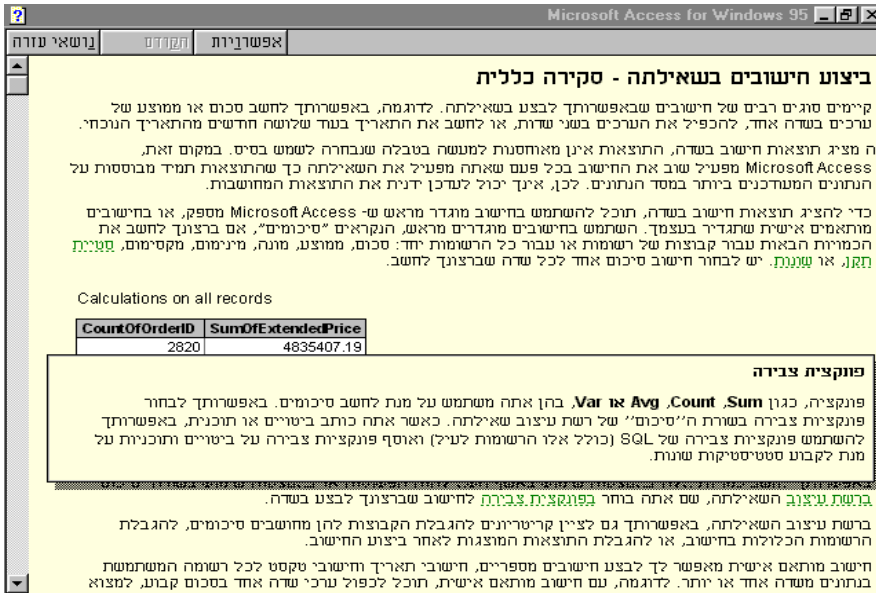 Microsoft Access for Windows 95
נושאי עזרה הקודם אפשרויות
ביצוע חישובים בשאילתה - סקירה כללית
קיימים סוגים רבים של חישובים שבאפשרותך לבצע בשאילתה. לדוגמה, באפשרותך לחשב סכום או ממוצע של
ערכים בשדה אחד, להכפיל את הערכים בשני שדות, או לחשב את התאריך בעוד שלושה חודשים מהתאריך הנוכחי.
ה מציג תוצאות חישוב בשדה, התוצאות אינן מאוחסנות למעשה בטבלה שנבחרה לשמש בסיס. במקום זאת,
Microsoft Access מפעיל שוב את החישוב בכל פעם שאתה מפעיל את השאילתה כך שהתוצאות תמיד מבוססות על
הנתונים המעודכנים ביותר במסד הנתונים. לכן, אינך יכול לעדכן ידנית את התוצאות המחושבות.
כדי להציג תוצאות חישוב בשדה, תוכל להשתמש בחישוב מוגדר מראש ש- Microsoft Access מספק, או בחישובים
מותאמים אישית שתגדיר בעצמך. השתמש בחישובים מוגדרים מראש, הנקראים "סיכומים", אם ברצונך לחשב את
הכמויות הבאות עבור קבוצות של רשומות או עבור כל הרשומות יחד: סכום, ממוצע, מונה, מינימום, מקסימום, סטיית
תקן, או שונות. יש לבחור חישוב סיכום אחד לכל שדה שברצונך לחשב.
Calculations on all records
CountOfOrderID SumOfExtendedPrice
2820 4835407.19
פונקצית צבירה
פונקציה, כגון Sum, Count, Avg או Var, בהן אתה משתמש על מנת לחשב סיכומים. באפשרותך לבחור
פונקציות צבירה בשורת ה''סיכום'' של רשת עיצוב שאילתה. כאשר אתה כותב ביטויים או תוכנית, באפשרותך
להשתמש פונקציות צבירה של SQL (כולל אלו הרשומות לעיל) ואוסף פונקציות צבירה על ביטויים ותוכניות על
מנת לקבוע סטטיסטיקות שונות.
ברשת עיצוב השאילתה, שם אתה בוחר בפונקצית צבירה לחישוב שברצונך לבצע בשדה.
ברשת עיצוב השאילתה, באפשרותך גם לציין קריטריונים להגבלת הקבוצות להן מחושבים סיכומים, להגבלת
הרשומות הכלולות בחישוב, או להגבלת התוצאות המוצגות לאחר ביצוע החישוב.
חישוב מותאם אישית מאפשר לך לבצע חישובים מספריים, חישובי תאריך וחישובי טקסט לכל רשומה המשתמשת
בנתונים משדה אחד או יותר. לדוגמה, עם חישוב מותאם אישית, תוכל לכפול ערכי שדה אחד בסכום קבוע, למצוא